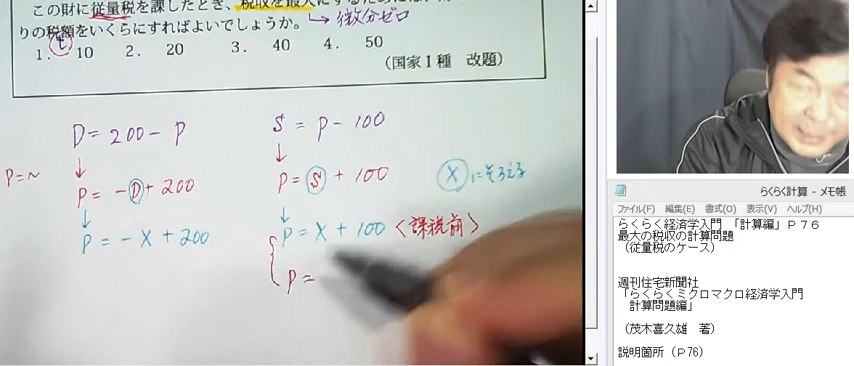 この財に従量税を課したとき、税収を最大に
→微分ゼロ
りの税額をいくらにすればよいでしょうか。
t
1. 10 2. 20 3. 40 4. 50
(国家Ⅰ種 改題)
D = 200 - P
S = P - 100
P = ~
P = -D + 200
P = S + 100
Xにそろえる
P = -X + 200
P = X + 100 <課税前>
P =
らくらく計算 - メモ帳
ファイル(F) 編集(E) 書式(O) 表示(V) ヘルプ(H)
らくらく経済学入門 「計算編」P76
最大の税収の計算問題
(従量税のケース)
週刊住宅新聞社
「らくらくミクロマクロ経済学入門
計算問題編」
(茂木喜久雄 著)
説明箇所(P76)